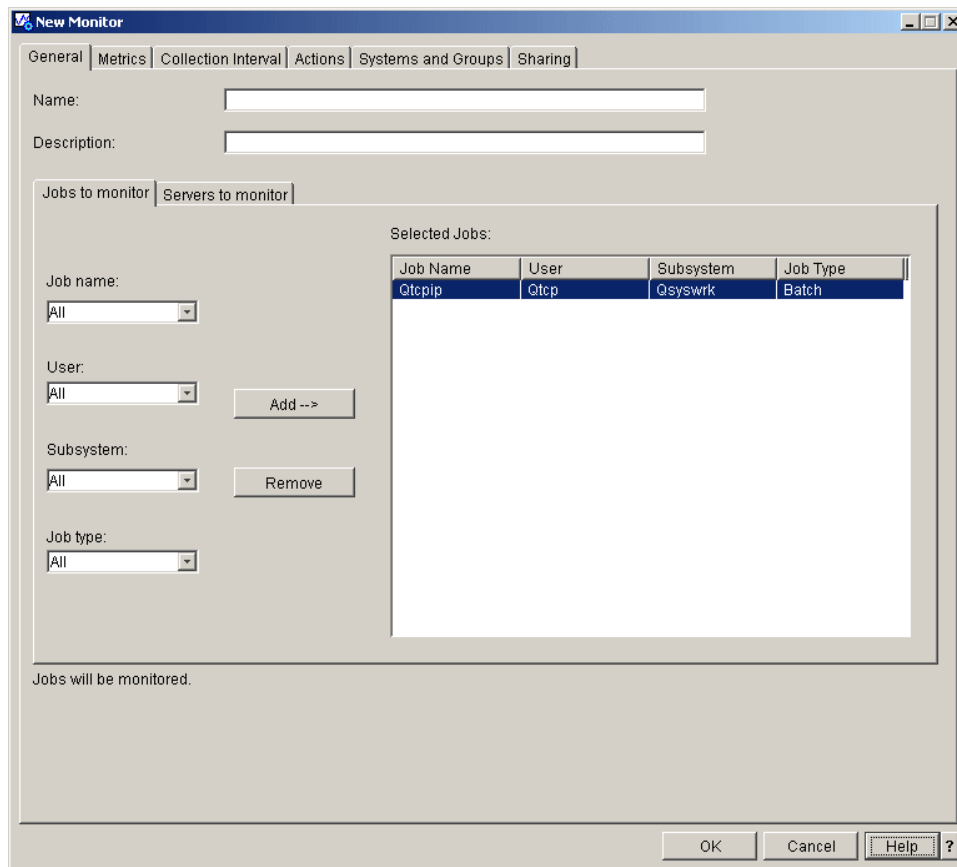 New Monitor
General Metrics Collection Interval Actions Systems and Groups Sharing
Name:
Description:
Jobs to monitor Servers to monitor
Selected Jobs:
Job Name User Subsystem Job Type
Qtcpip Qtcp Qsyswrk Batch
Job name:
All
User:
All
Add -->
Subsystem:
All
Remove
Job type:
All
Jobs will be monitored.
OK Cancel Help ?